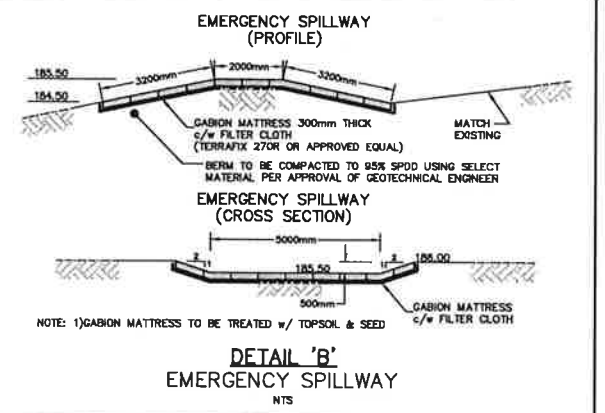 EMERGENCY SPILLWAY
(PROFILE)
3200mm
2000mm
3200mm
185.50
184.50
GABION MATTRESS 300mm THICK
c/w FILTER CLOTH
(TERRAFIX 270R OR APPROVED EQUAL)
MATCH
EXISTING
BERM TO BE COMPACTED TO 95% SPDD USING SELECT
MATERIAL PER APPROVAL OF GEOTECHNICAL ENGINEER
EMERGENCY SPILLWAY
(CROSS SECTION)
5000mm
2
1
2
1
186.00
185.50
500mm
GABION MATTRESS
c/w FILTER CLOTH
NOTE: 1)GABION MATTRESS TO BE TREATED w/ TOPSOIL & SEED
DETAIL 'B'
EMERGENCY SPILLWAY
NTS